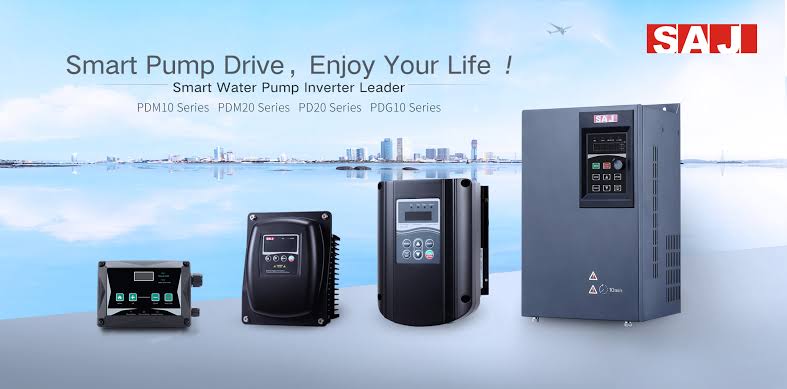 SAJ
Smart Pump Drive, Enjoy Your Life !
Smart Water Pump Inverter Leader
PDM10 Series PDM20 Series PD20 Series PDG10 Series
SAJ
SAJ
10min